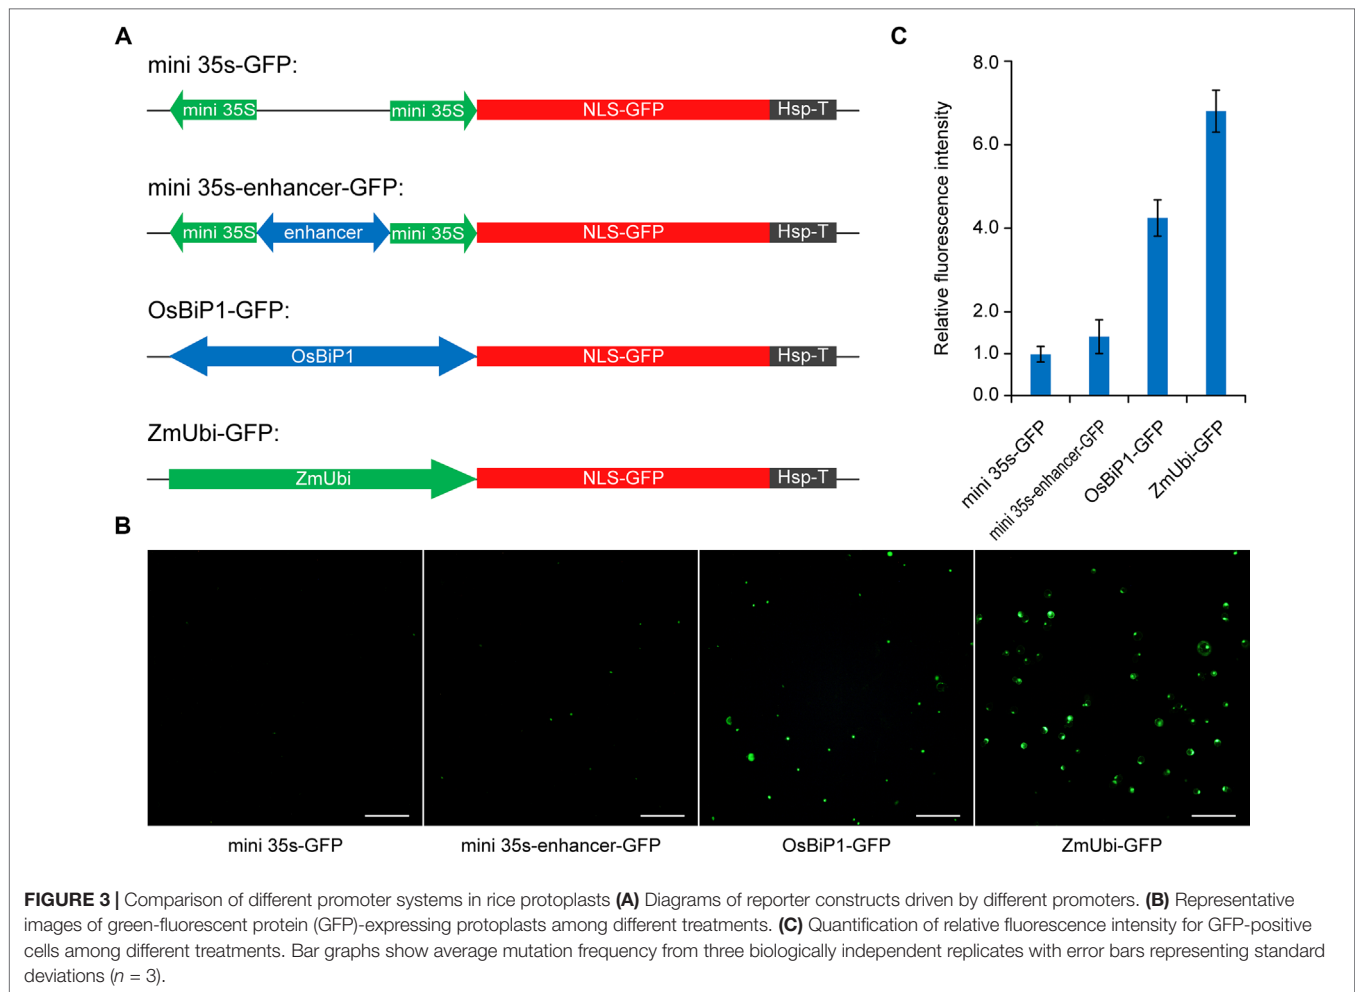 A
mini 35s-GFP:
mini 35S
mini 35S
NLS-GFP
Hsp-T
mini 35s-enhancer-GFP:
mini 35S
enhancer
mini 35S
NLS-GFP
Hsp-T
OsBiP1-GFP:
OsBiP1
NLS-GFP
Hsp-T
ZmUbi-GFP:
ZmUbi
NLS-GFP
Hsp-T
C
Relative fluorescence intensity
8.0
6.0
4.0
2.0
1.0
0.0
mini 35s-GFP
mini 35s-enhancer-GFP
OsBiP1-GFP
ZmUbi-GFP
B
mini 35s-GFP
mini 35s-enhancer-GFP
OsBiP1-GFP
ZmUbi-GFP
FIGURE 3 | Comparison of different promoter systems in rice protoplasts (A) Diagrams of reporter constructs driven by different promoters. (B) Representative
images of green-fluorescent protein (GFP)-expressing protoplasts among different treatments. (C) Quantification of relative fluorescence intensity for GFP-positive
cells among different treatments. Bar graphs show average mutation frequency from three biologically independent replicates with error bars representing standard
deviations (n = 3).